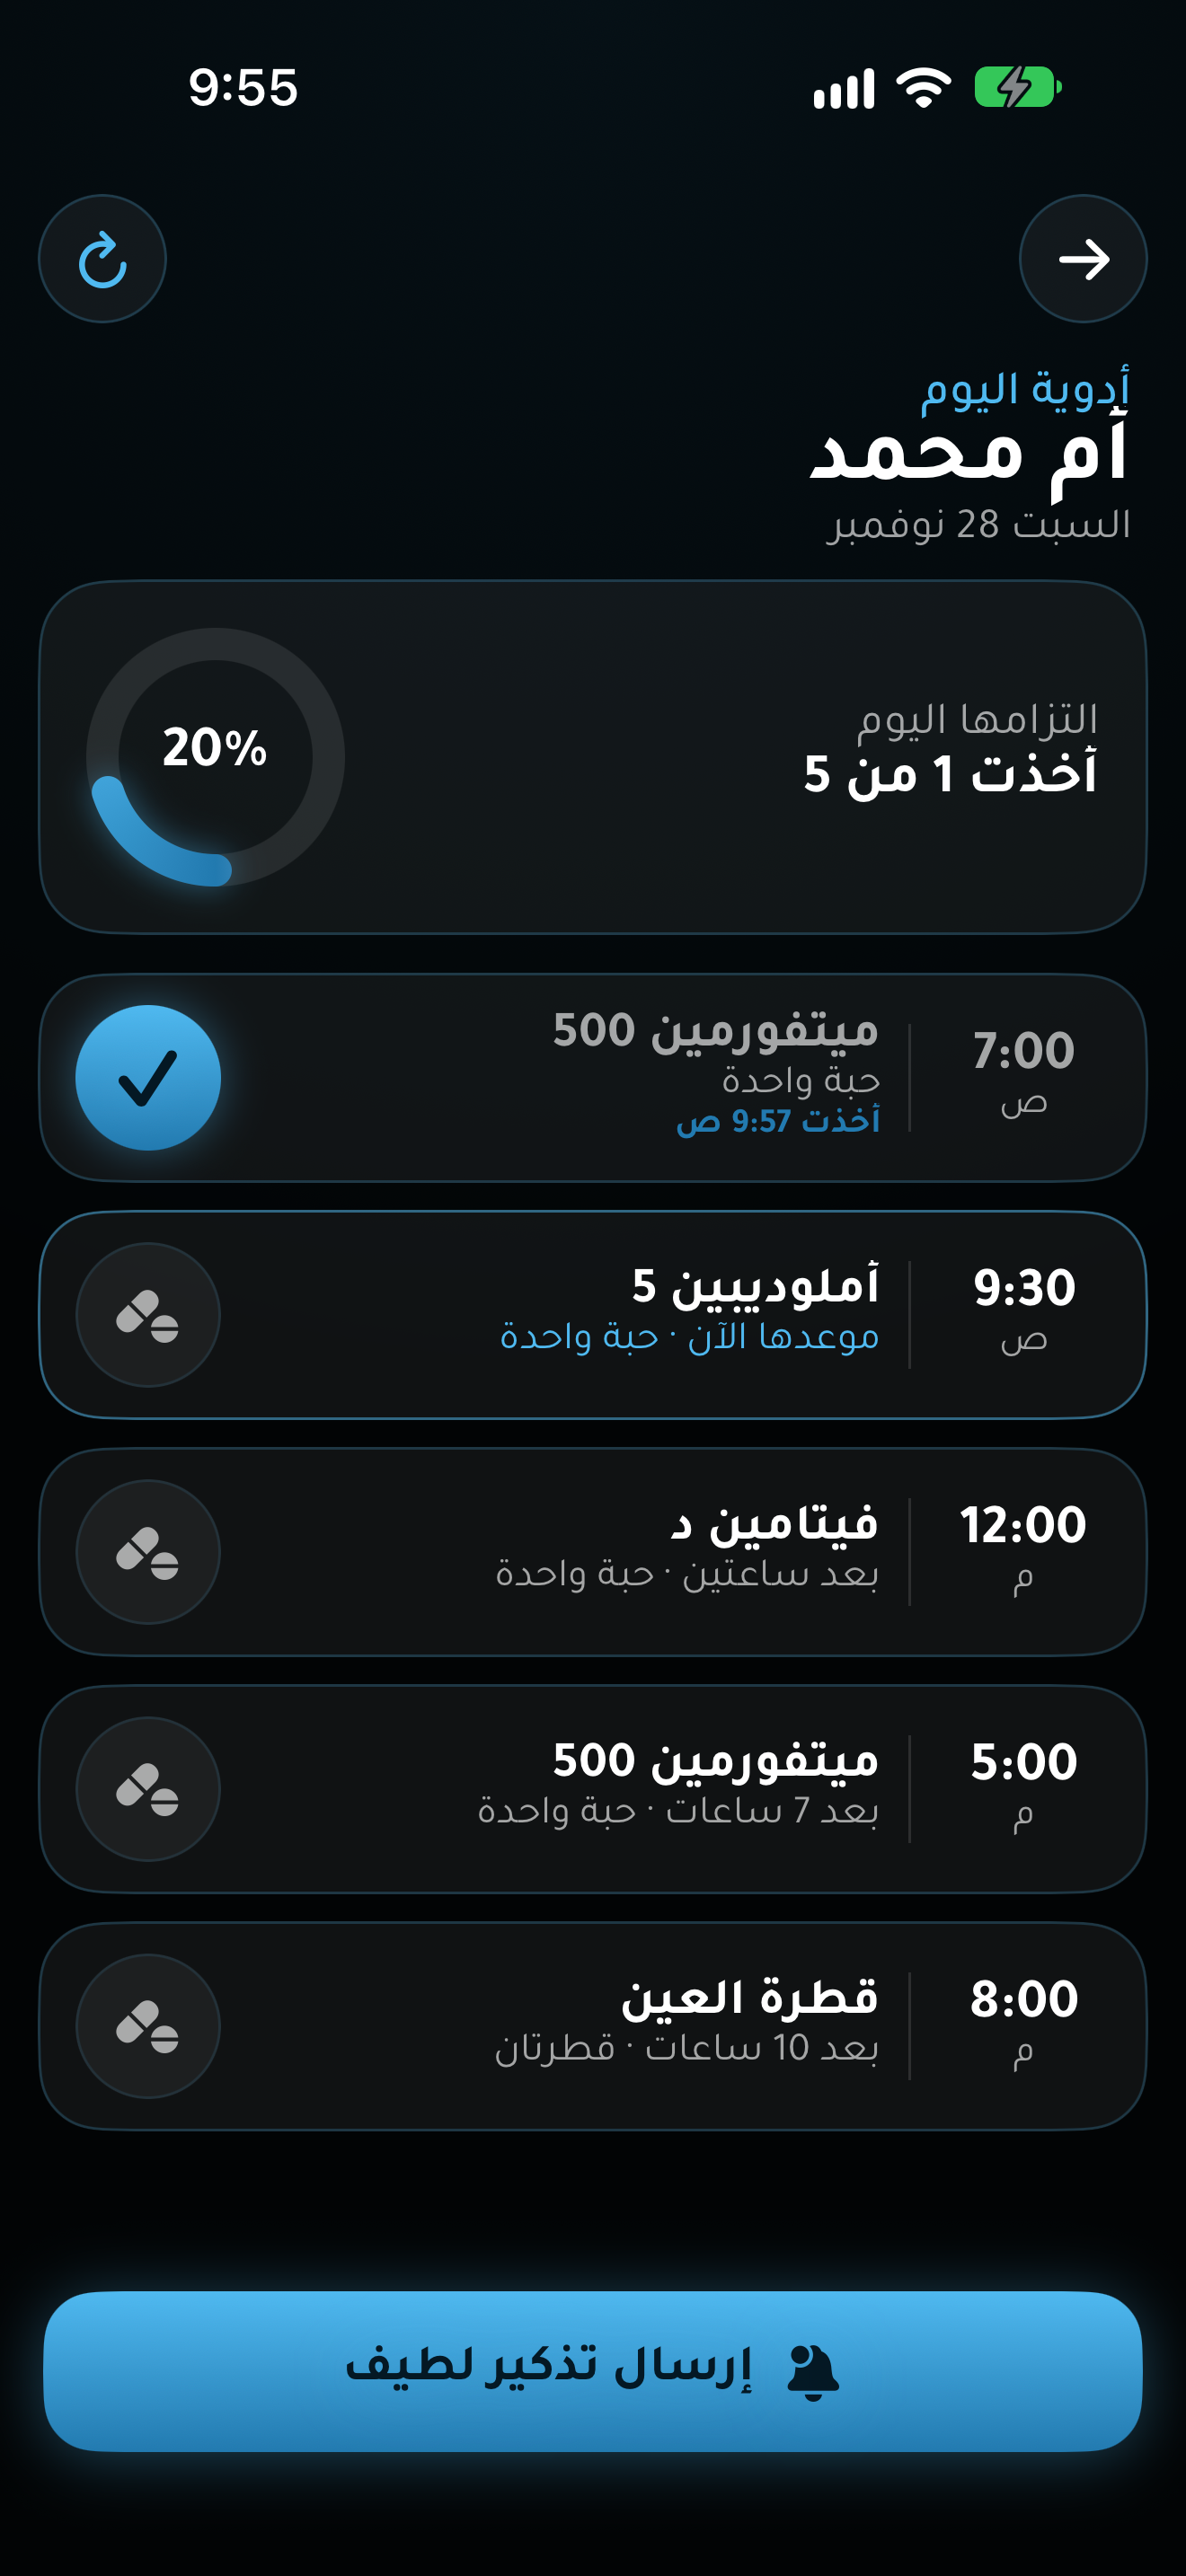 9:55
أدوية اليوم
أم محمد
السبت 28 نوفمبر
التزامها اليوم
أخذت 1 من 5
20%
7:00
ص
ميتفورمين 500
حبة واحدة
أخذت 9:57 ص
9:30
ص
أملوديبين 5
موعدها الآن · حبة واحدة
12:00
م
فيتامين د
بعد ساعتين · حبة واحدة
5:00
م
ميتفورمين 500
بعد 7 ساعات · حبة واحدة
8:00
م
قطرة العين
بعد 10 ساعات · قطرتان
إرسال تذكير لطيف